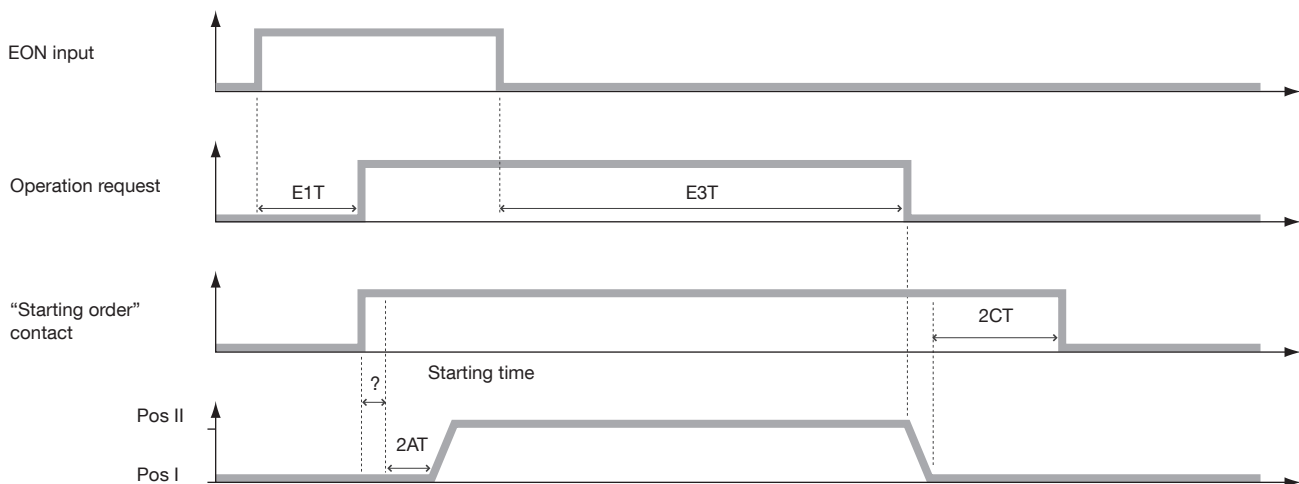 EON input
Operation request
E1T
E3T
“Starting order”
contact
2CT
Starting time
?
Pos II
2AT
Pos I